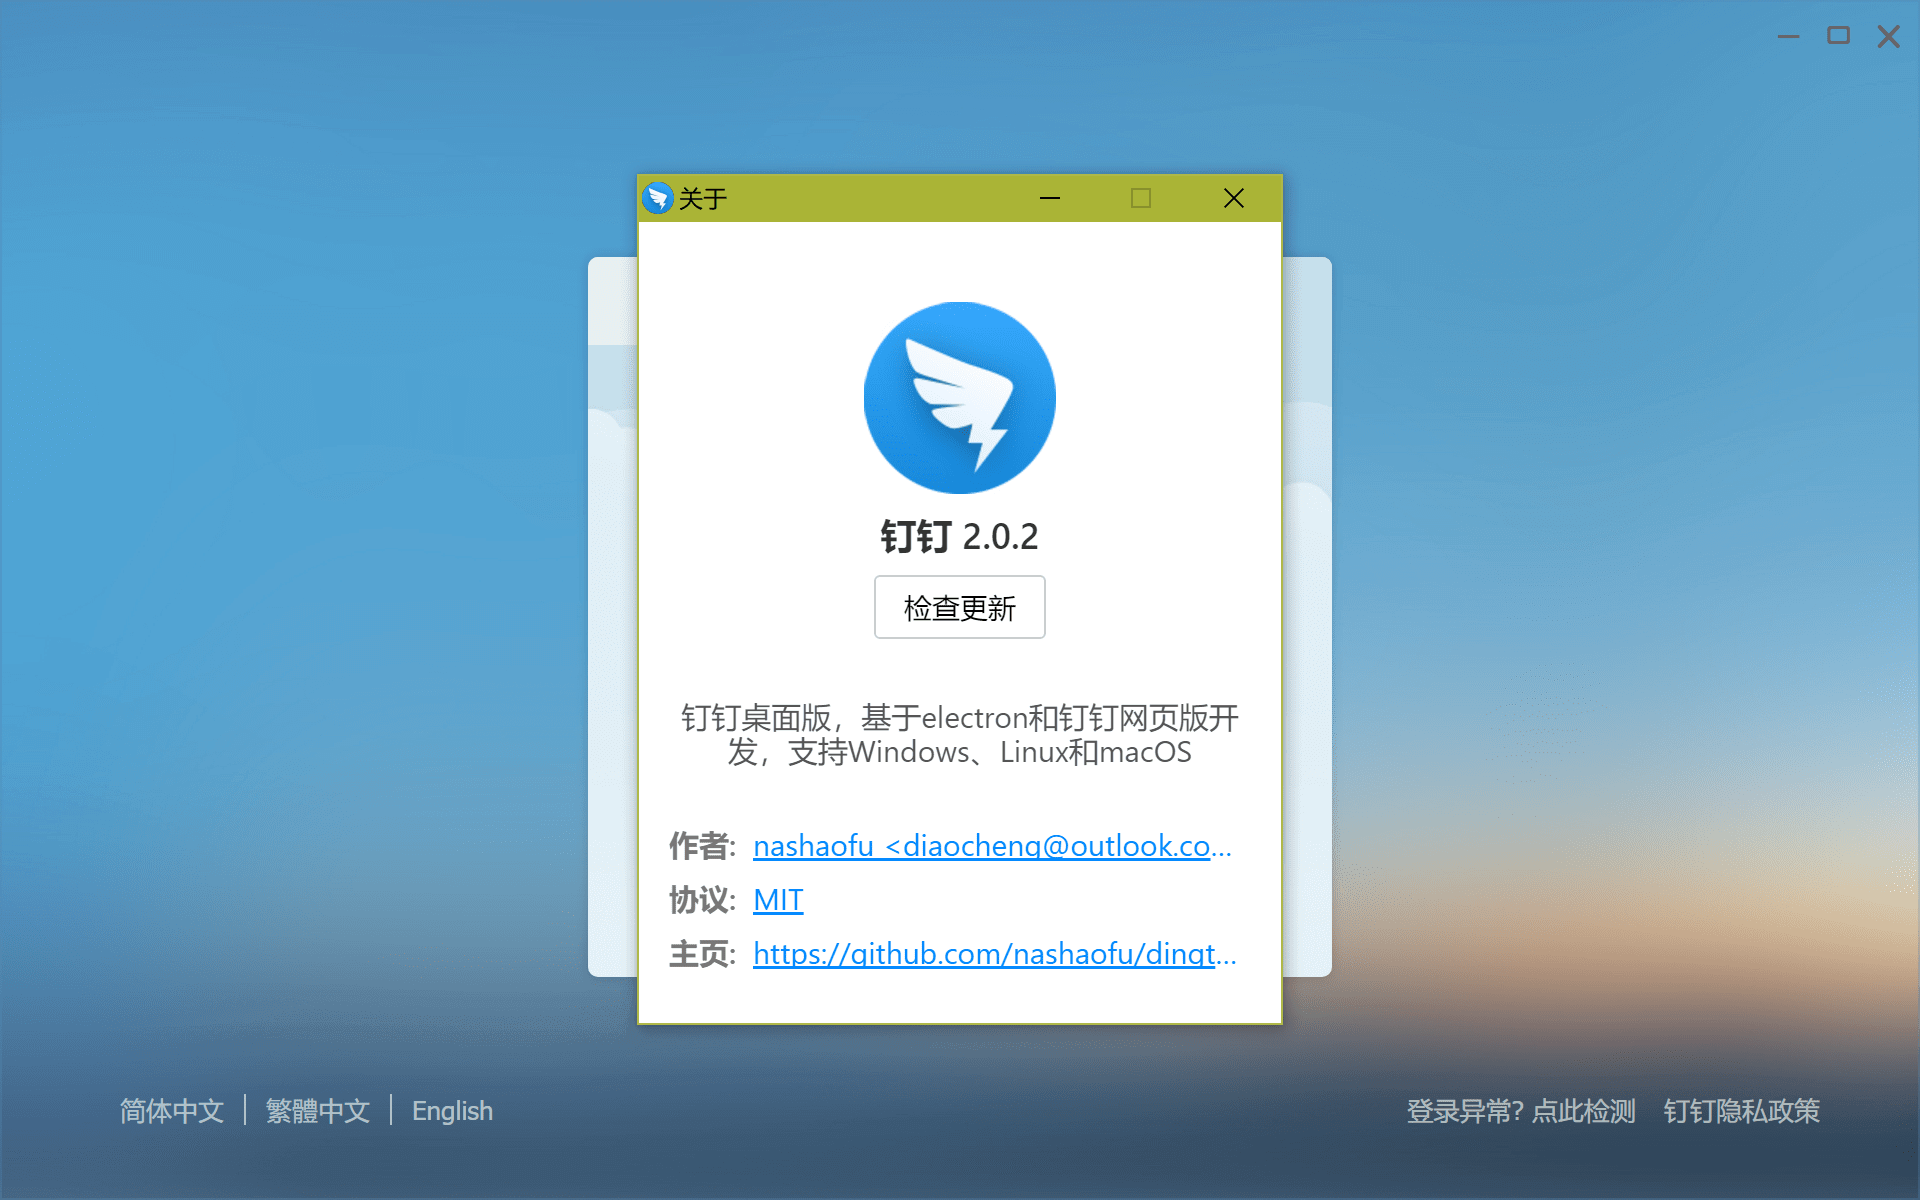 关于
钉钉 2.0.2
检查更新
钉钉桌面版，基于electron和钉钉网页版开
发，支持Windows、Linux和macOS
作者: nashaofu <diaocheng@outlook.co...
协议: MIT
主页: https://github.com/nashaofu/dingt...
简体中文 | 繁體中文 | English
登录异常? 点此检测 钉钉隐私政策